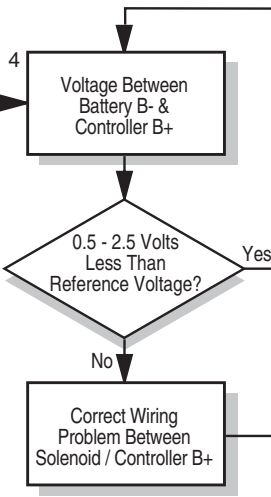 4
Voltage Between
Battery B- &
Controller B+
0.5 - 2.5 Volts
Less Than
Reference Voltage?
Yes
No
Correct Wiring
Problem Between
Solenoid / Controller B+